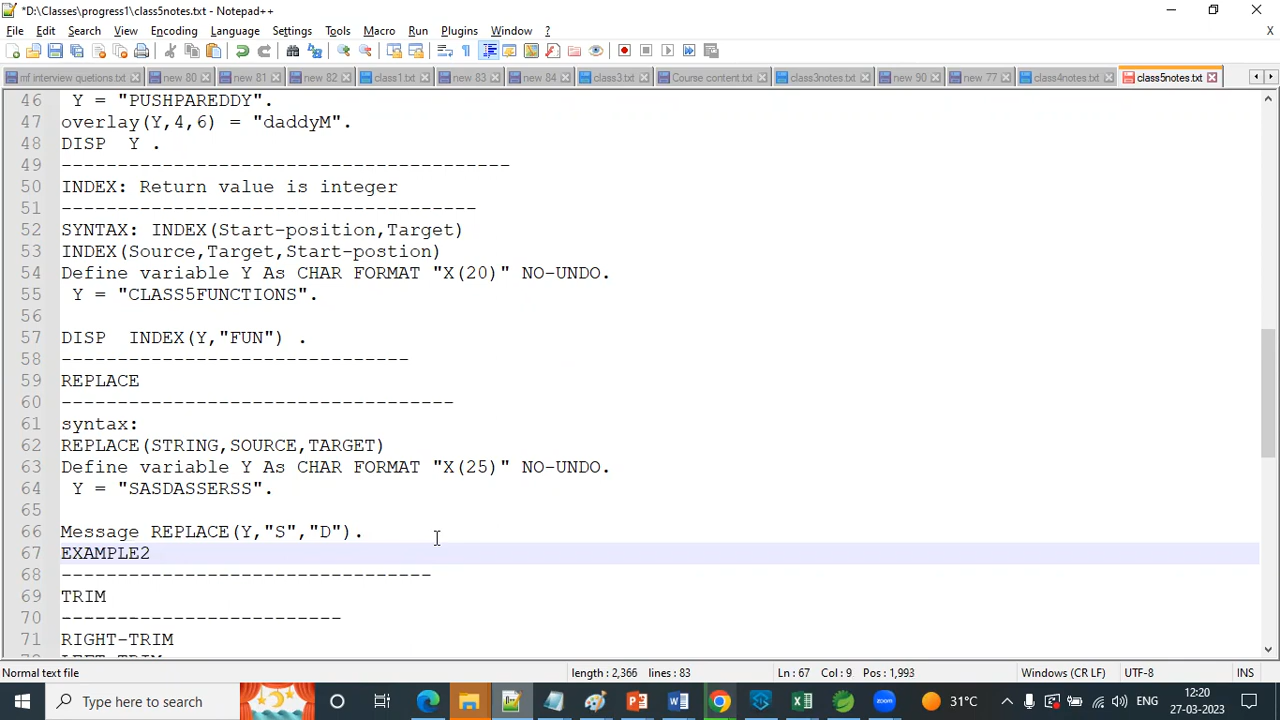 *D:\Classes\progress1\class5notes.txt - Notepad++
File Edit Search View Encoding Language Settings Tools Macro Run Plugins Window ? X
mf interview quetions.txt new 80 new 81 new 82 class1.txt new 83 new 84 class3.txt Course content.txt class3notes.txt new 90 new 77 class4notes.txt class5notes.txt
46 Y = "PUSHPAREDDY".
47 overlay(Y,4,6) = "daddyM".
48 DISP Y .
49 ----------------------------------------
50 INDEX: Return value is integer
51 -------------------------------------
52 SYNTAX: INDEX(Start-position,Target)
53 INDEX(Source,Target,Start-postion)
54 Define variable Y As CHAR FORMAT "X(20)" NO-UNDO.
55 Y = "CLASS5FUNCTIONS".
56
57 DISP INDEX(Y,"FUN") .
58 -------------------------------
59 REPLACE
60 -----------------------------------
61 syntax:
62 REPLACE(STRING,SOURCE,TARGET)
63 Define variable Y As CHAR FORMAT "X(25)" NO-UNDO.
64 Y = "SASDASSERSS".
65
66 Message REPLACE(Y,"S","D").
67 EXAMPLE2
68 ---------------------------------
69 TRIM
70 -------------------------
71 RIGHT-TRIM
Normal text file length : 2,366 lines : 83 Ln : 67 Col : 9 Pos : 1,993 Windows (CR LF) UTF-8 INS
Type here to search 31°C ENG 12:20
27-03-2023